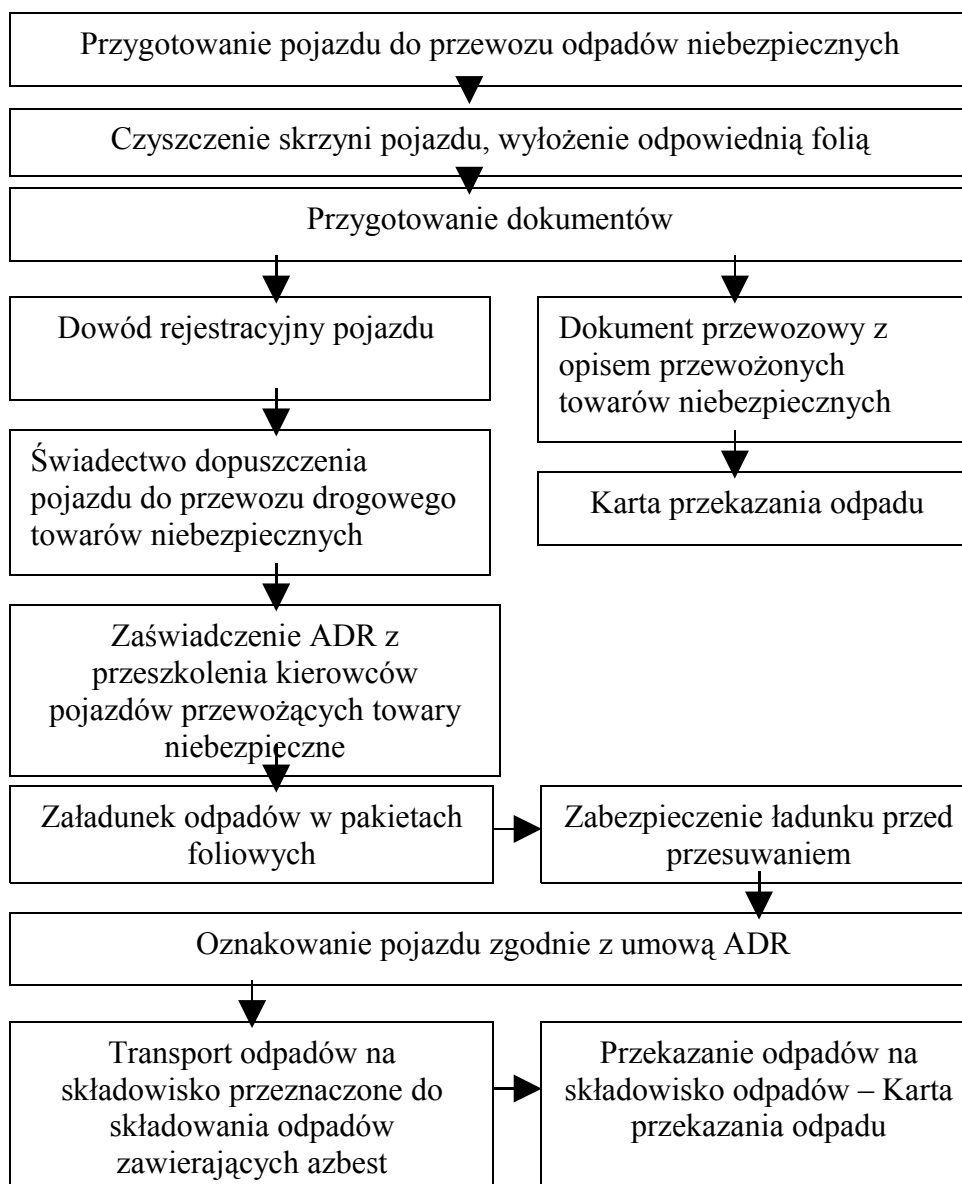 Przygotowanie pojazdu do przewozu odpadów niebezpiecznych
Czyszczenie skrzyni pojazdu, wyłożenie odpowiednią folią
Przygotowanie dokumentów
Dowód rejestracyjny pojazdu
Dokument przewozowy z
opisem przewożonych
towarów niebezpiecznych
Świadectwo dopuszczenia
pojazdu do przewozu drogowego
towarów niebezpiecznych
Karta przekazania odpadu
Zaświadczenie ADR z
przeszkolenia kierowców
pojazdów przewożących towary
niebezpieczne
Załadunek odpadów w pakietach
foliowych
Zabezpieczenie ładunku przed
przesuwaniem
Oznakowanie pojazdu zgodnie z umową ADR
Transport odpadów na
składowisko przeznaczone do
składowania odpadów
zawierających azbest
Przekazanie odpadów na
składowisko odpadów – Karta
przekazania odpadu